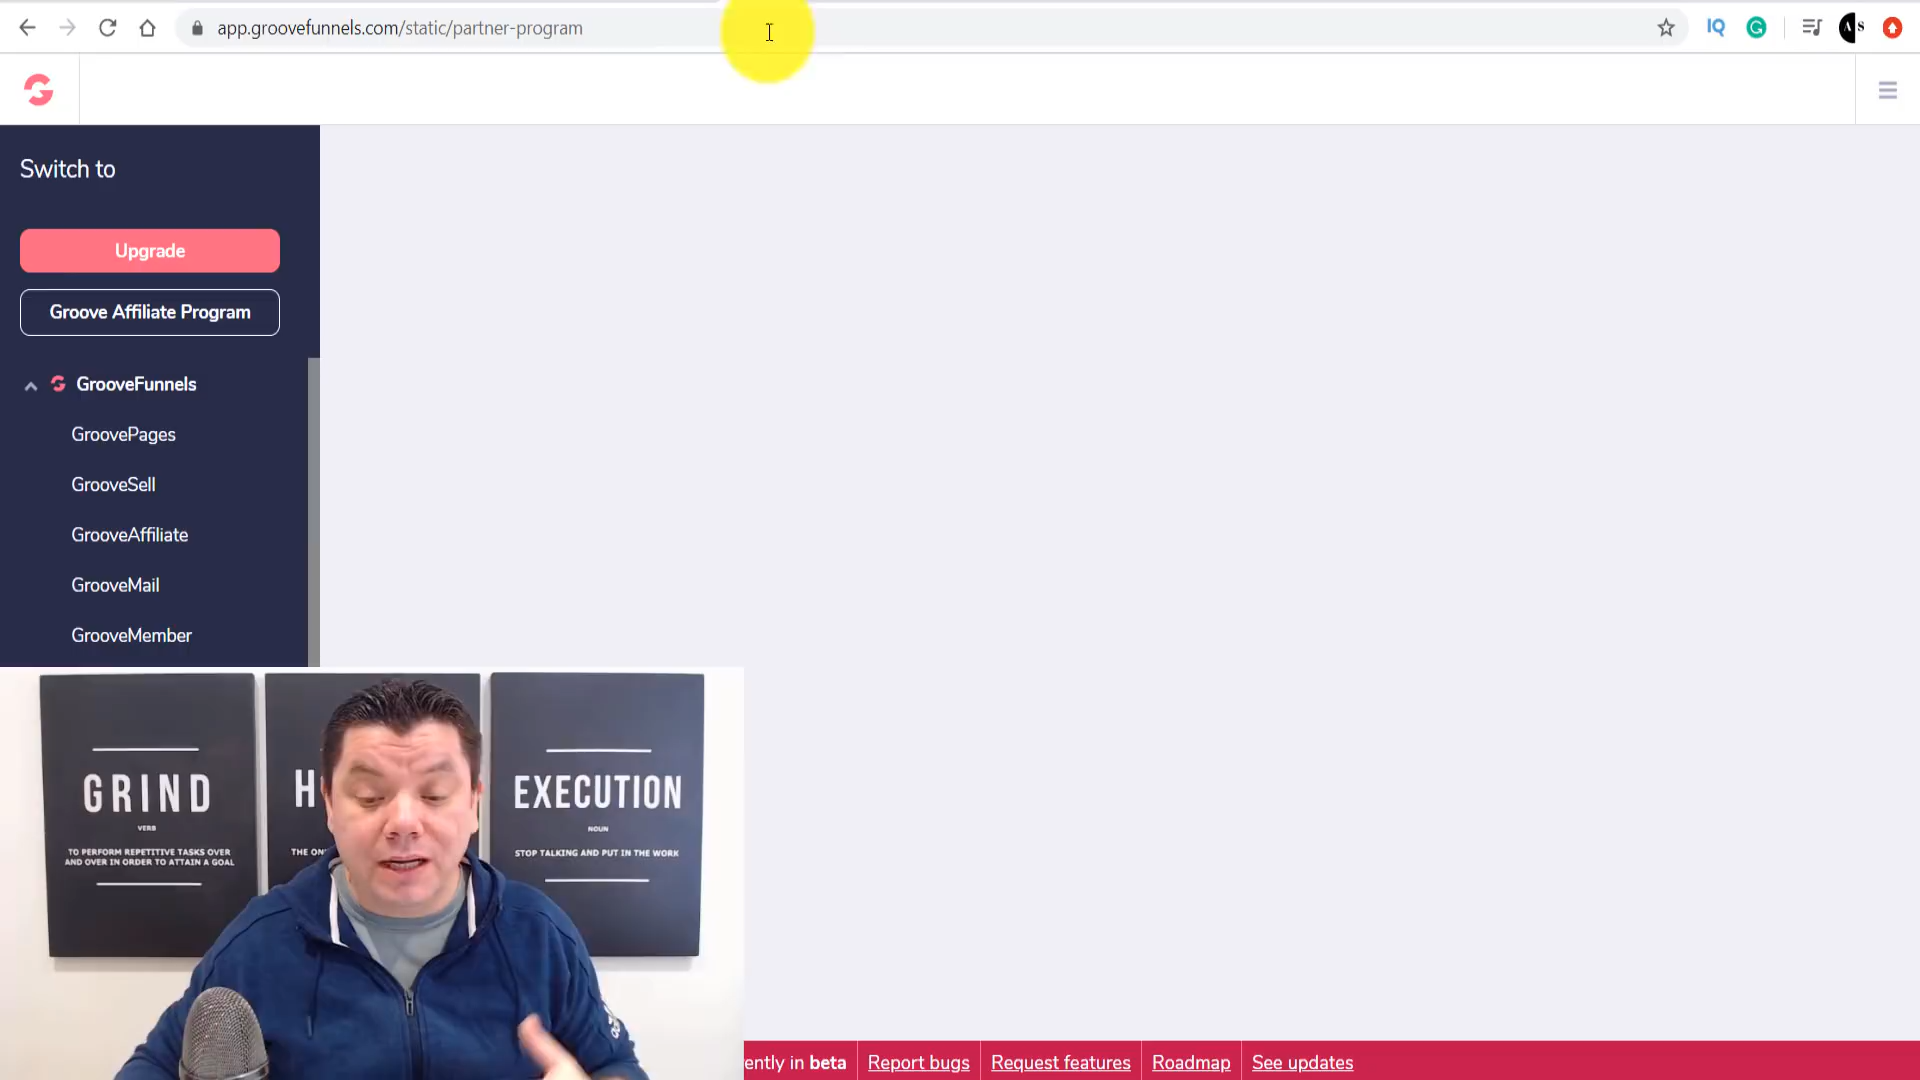 app.groovefunnels.com/static/partner-program
IQ
Switch to
Upgrade
Groove Affiliate Program
GrooveFunnels
GroovePages
GrooveSell
GrooveAffiliate
GrooveMail
GrooveMember
GRIND
VERB
TO PERFORM REPETITIVE TASKS OVER
AND OVER IN ORDER TO ATTAIN A GOAL
H
THE ON
EXECUTION
NOUN
STOP TALKING AND PUT IN THE WORK
ently in beta
Report bugs
Request features
Roadmap
See updates